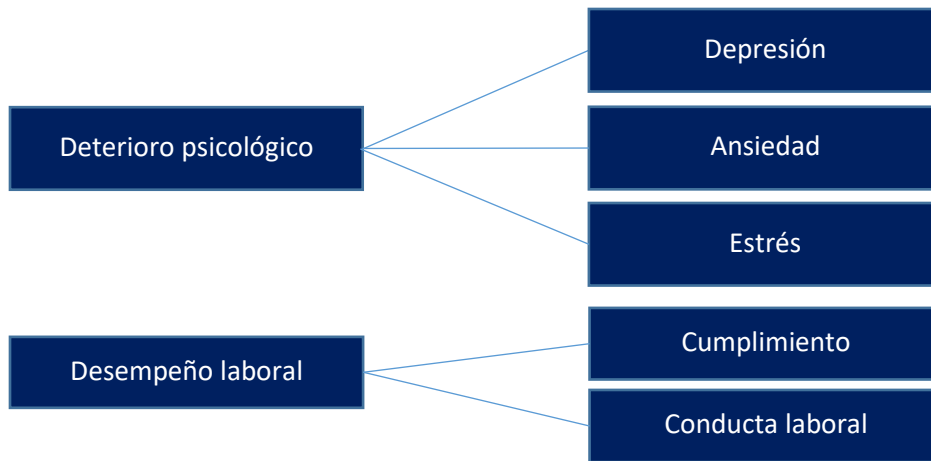 Deterioro psicológico
Depresión
Ansiedad
Estrés
Desempeño laboral
Cumplimiento
Conducta laboral